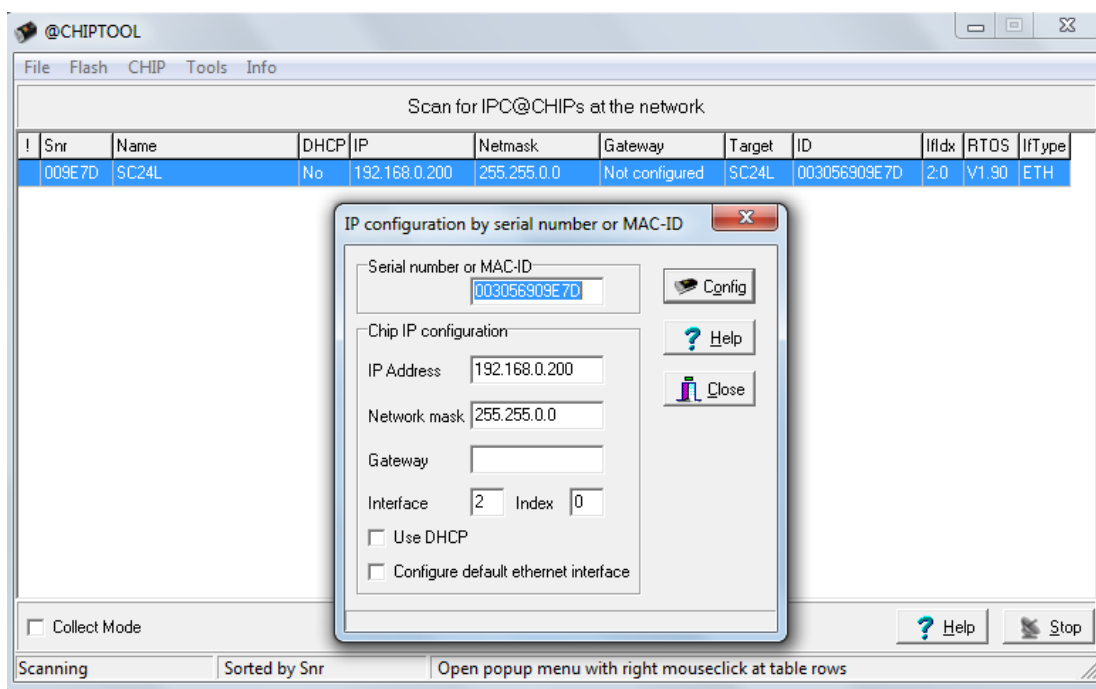 @CHIPTOOL
File Flash CHIP Tools Info
Scan for IPC@CHIPs at the network
! Snr Name DHCP IP Netmask Gateway Target ID IfIdx RTOS IfType
009E7D SC24L No 192.168.0.200 255.255.0.0 Not configured SC24L 003056909E7D 2:0 V1.90 ETH
IP configuration by serial number or MAC-ID
Serial number or MAC-ID
003056909E7D
Config
Chip IP configuration
Help
IP Address 192.168.0.200
Close
Network mask 255.255.0.0
Gateway
Interface 2 Index 0
Use DHCP
Configure default ethernet interface
Collect Mode
Help Stop
Scanning Sorted by Snr Open popup menu with right mouseclick at table rows